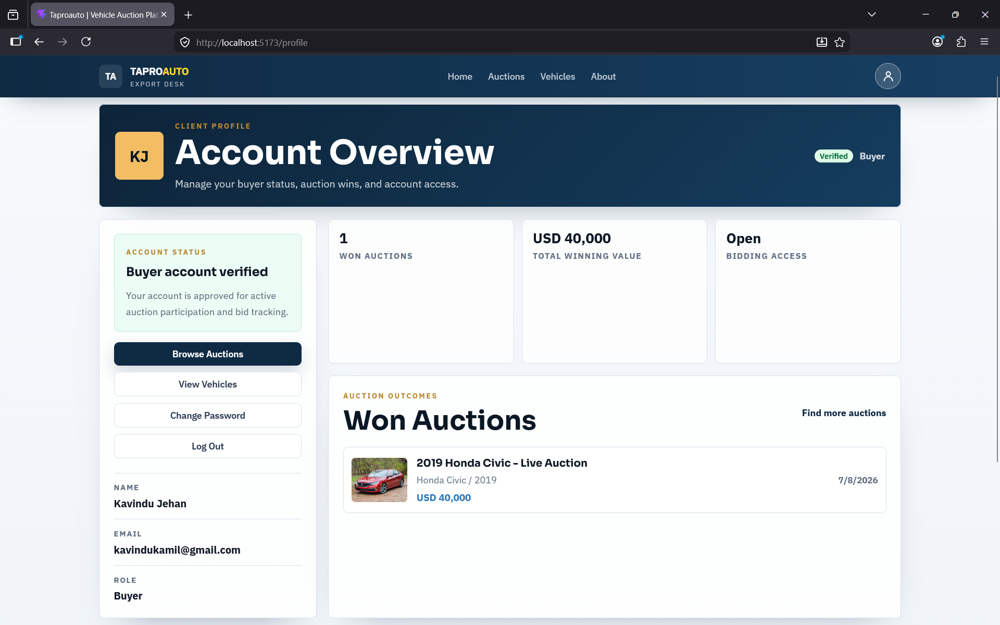 Taproauto | Vehicle Auction Plat
http://localhost:5173/profile
TA
TAPROAUTO
EXPORT DESK
Home
Auctions
Vehicles
About
KJ
CLIENT PROFILE
Account Overview
Manage your buyer status, auction wins, and account access.
Verified
Buyer
ACCOUNT STATUS
Buyer account verified
Your account is approved for active
auction participation and bid tracking.
Browse Auctions
View Vehicles
Change Password
Log Out
NAME
Kavindu Jehan
EMAIL
kavindukamil@gmail.com
ROLE
Buyer
1
WON AUCTIONS
USD 40,000
TOTAL WINNING VALUE
Open
BIDDING ACCESS
AUCTION OUTCOMES
Won Auctions
Find more auctions
2019 Honda Civic - Live Auction
Honda Civic / 2019
USD 40,000
7/8/2026